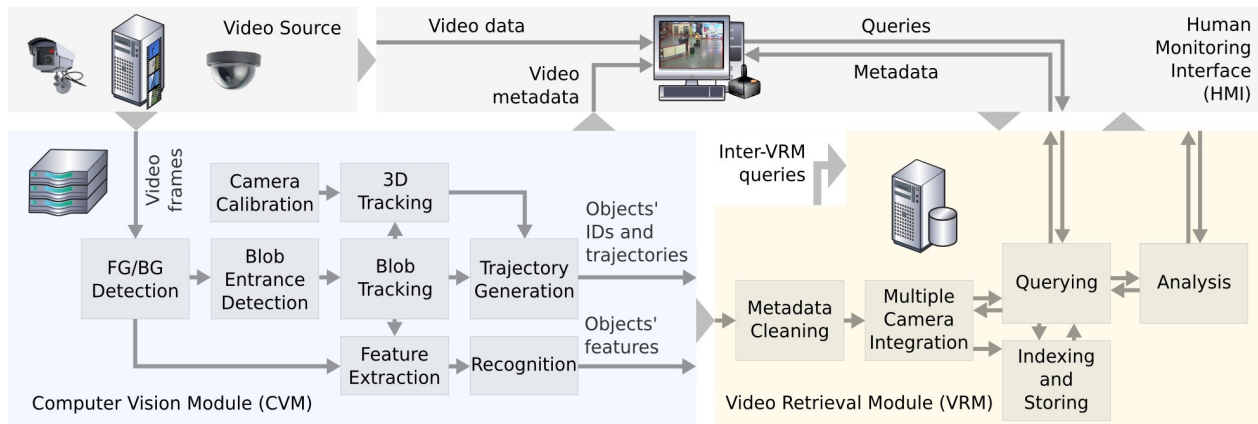 Video Source
Video data
Video
metadata
Queries
Metadata
Human
Monitoring
Interface
(HMI)
Video
frames
Camera
Calibration
3D
Tracking
FG/BG
Detection
Blob
Entrance
Detection
Blob
Tracking
Trajectory
Generation
Feature
Extraction
Recognition
Objects'
IDs and
trajectories
Objects'
features
Computer Vision Module (CVM)
Inter-VRM
queries
Metadata
Cleaning
Multiple
Camera
Integration
Querying
Analysis
Indexing
and
Storing
Video Retrieval Module (VRM)